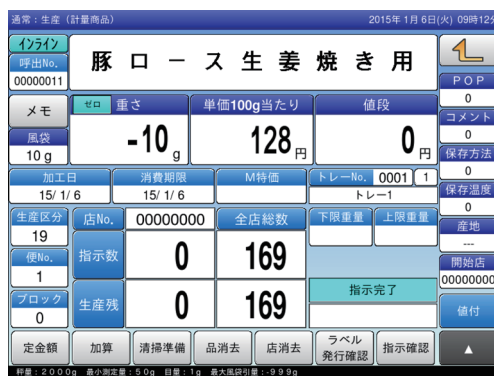 通常：生産（計量商品）
2015年 1月 6日(火) 09時12
インライン
呼出No.
00000011
豚ロース生姜焼き用
メモ
風袋
10 g
ゼロ 重さ
-10 g
単価100g当たり
128 円
値段
0 円
加工日
15/ 1/ 6
消費期限
15/ 1/ 6
M特価
トレーNo. 0001 1
トレー1
生産区分
19
便No.
1
ブロック
0
店No. 00000000 全店総数
指示数 0 169
生産残 0 169
下限重量 上限重量
指示完了
POP
0
コメント
0
保存方法
0
保存温度
0
産地
---
開始店
00000000
値付
定金額 加算 清掃準備 品消去 店消去 ラベル発行確認 指示確認 ▲
秤量：2000g 最小測定量：50g 目量：1g 最大風袋引量：-999g